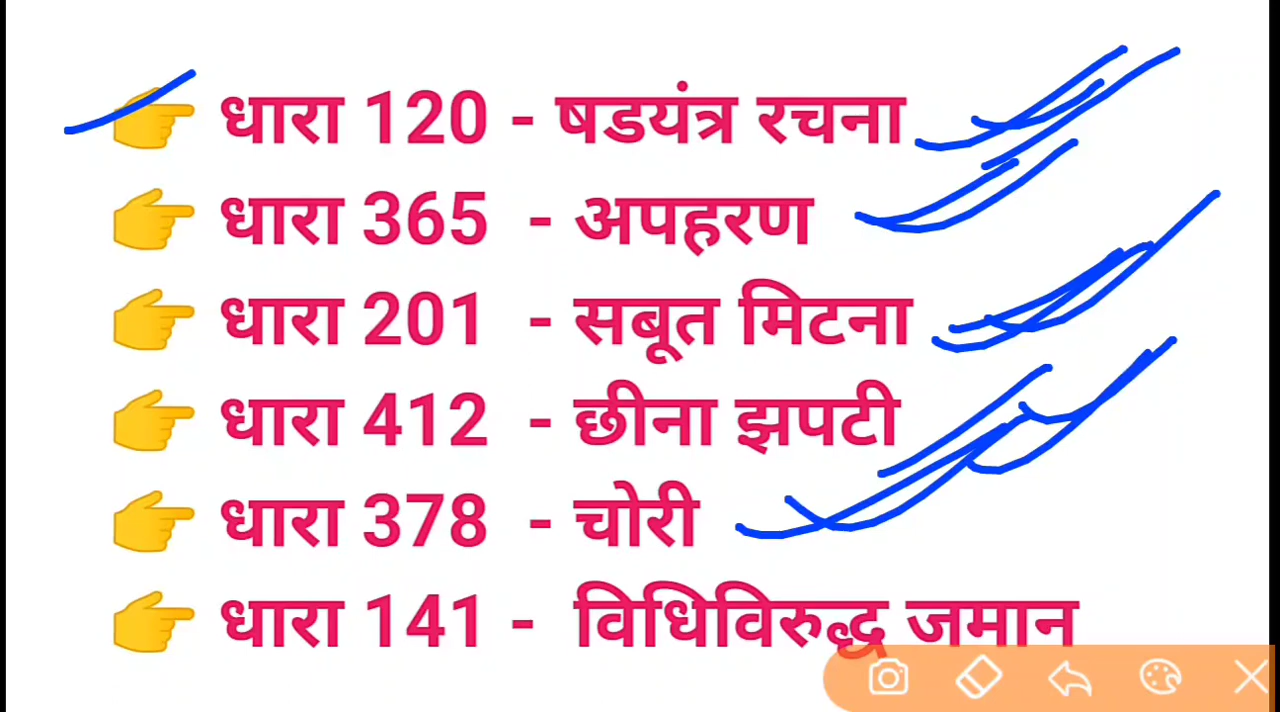 धारा 120 - षडयंत्र रचना
धारा 365 - अपहरण
धारा 201 - सबूत मिटना
धारा 412 - छीना झपटी
धारा 378 - चोरी
धारा 141 - विधिविरुद्ध जमान